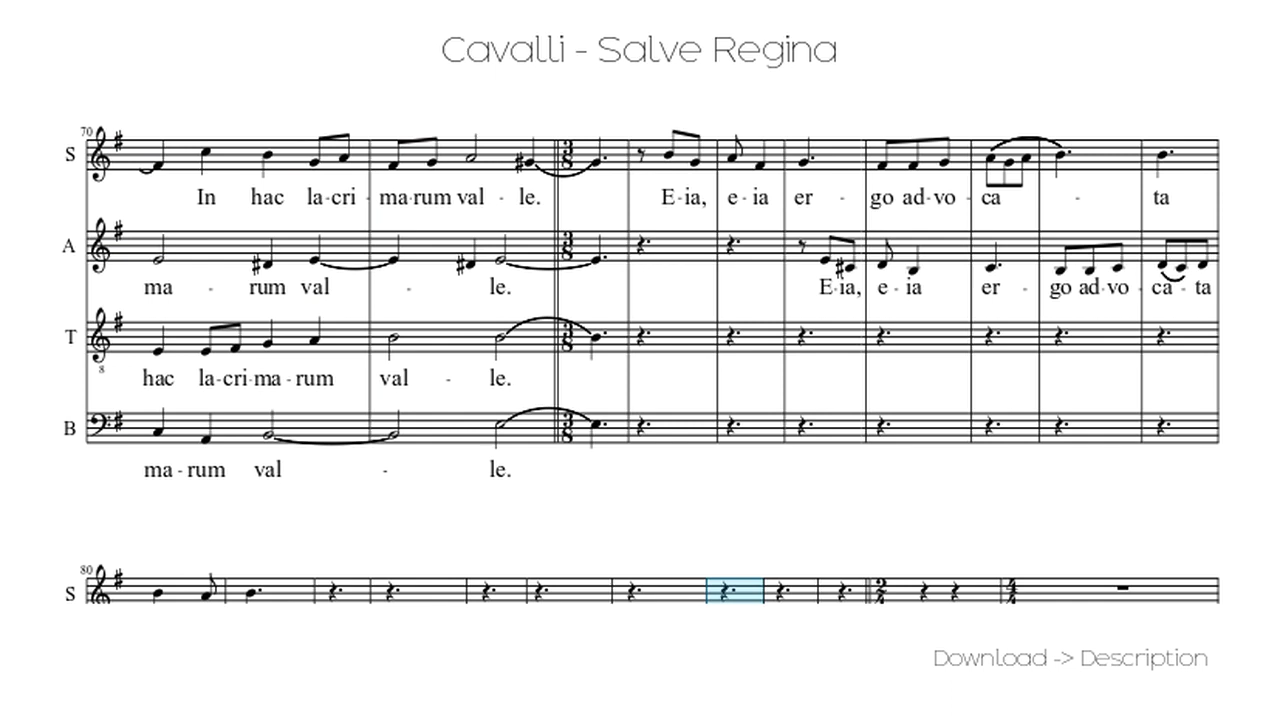 Cavalli - Salve Regina
70
S
In hac la-cri - ma-rum val - le. E-ia, e - ia er - go ad-vo - ca - ta
A
ma - rum val - le. E-ia, e - ia er - go ad-vo - ca - ta
T
8
hac la-cri-ma-rum val - le.
B
ma - rum val - le.
80
S
Download -> Description